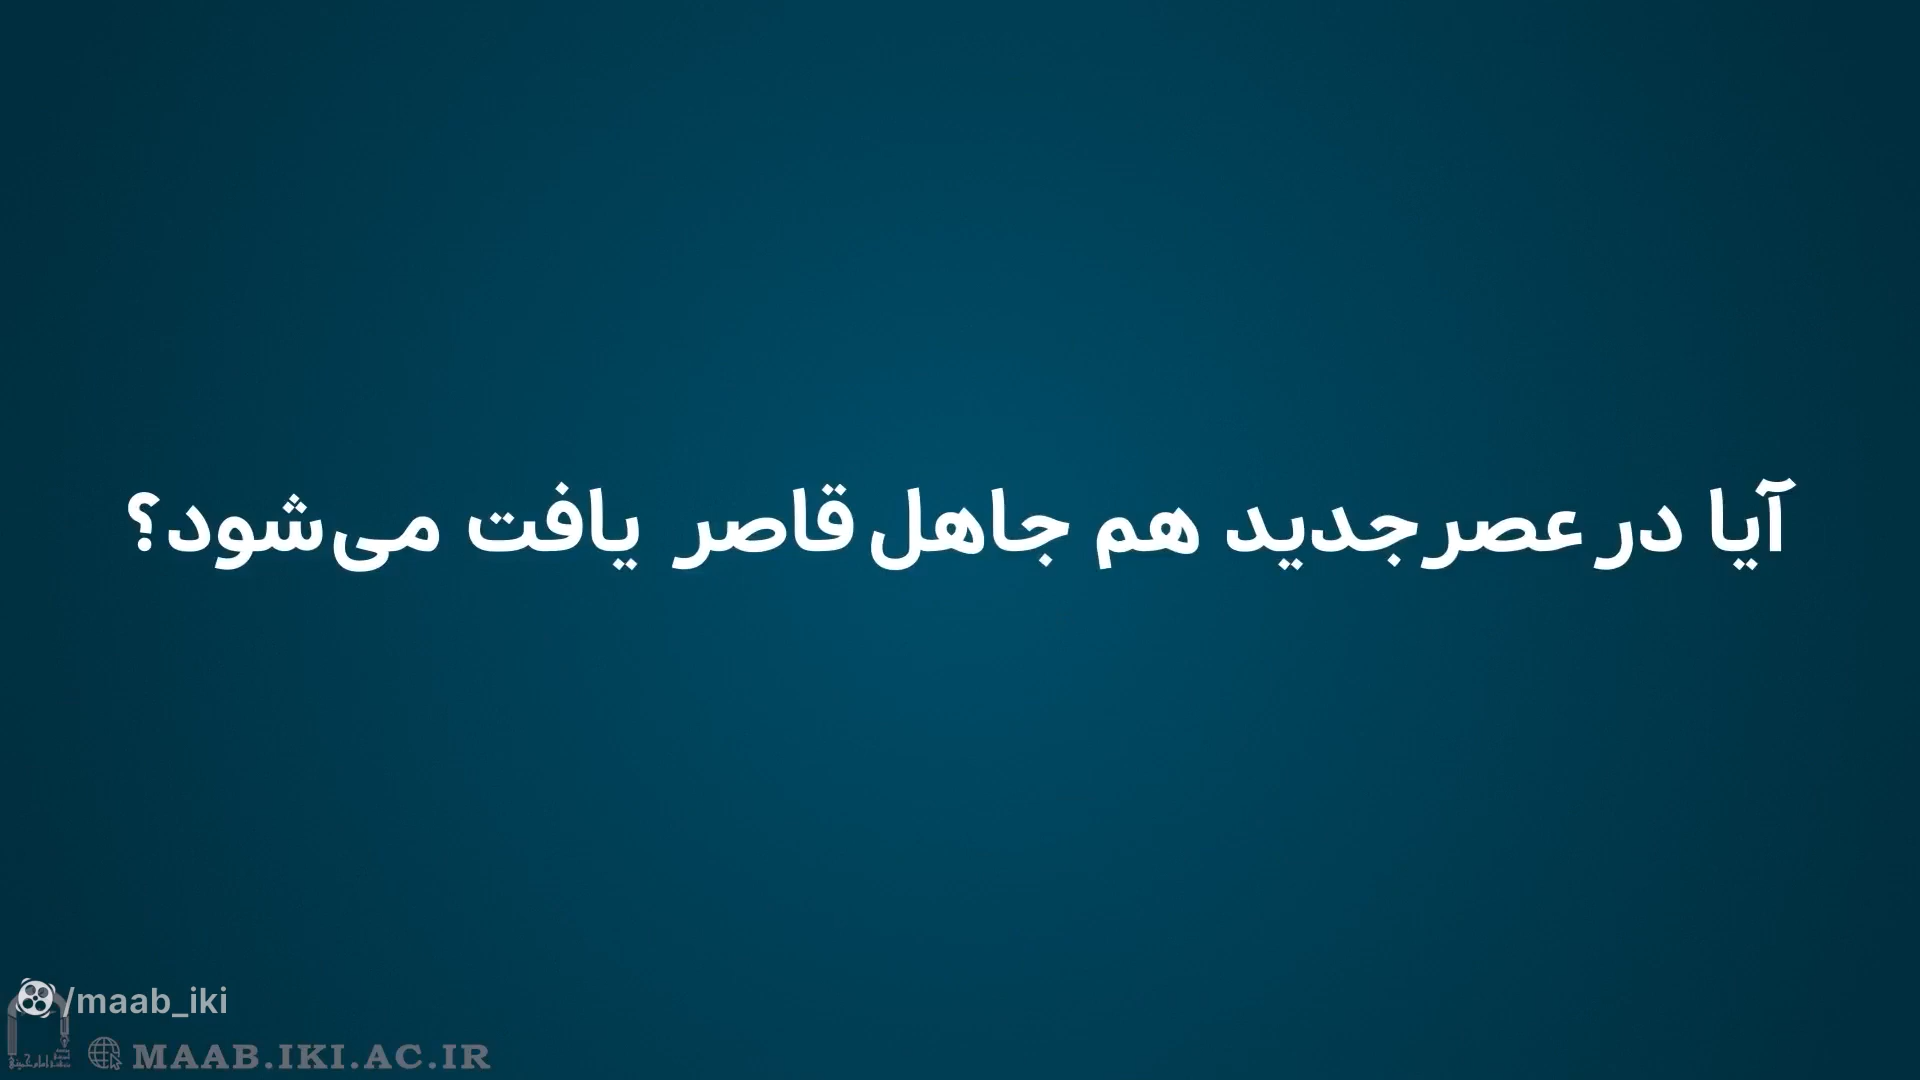 آیا در عصر جدید هم جاهل قاصر یافت می‌شود؟
/maab_iki
MAAB.IKI.AC.IR